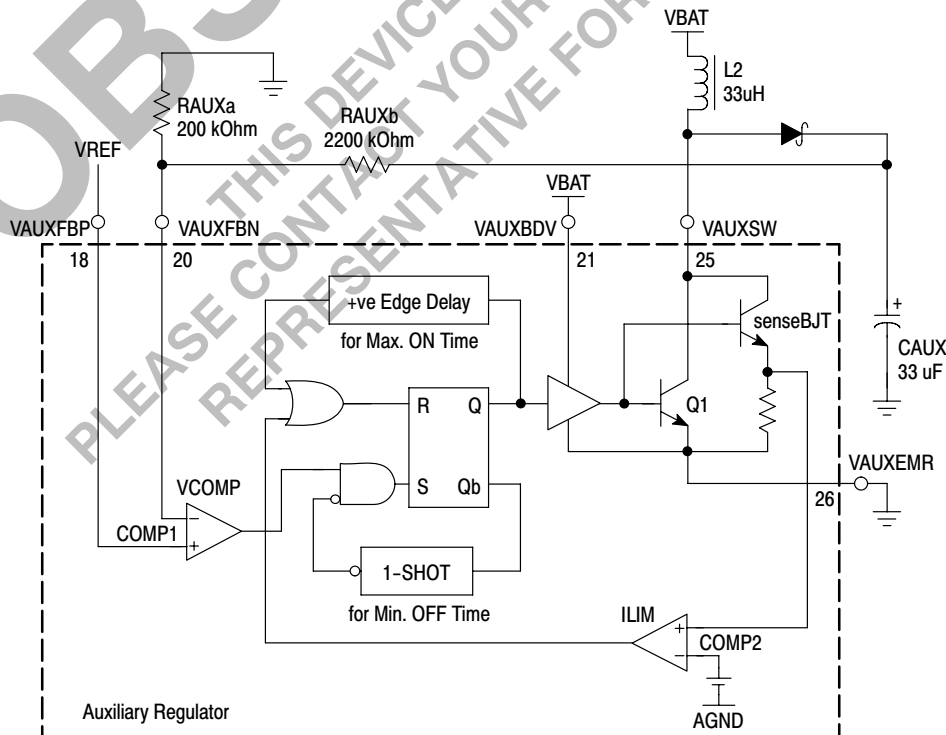 OBS
THIS DEVICE
PLEASE CONTACT YOUR
REPRESENTATIVE FOR
VBAT
L2
33uH
RAUXa
200 kOhm
RAUXb
2200 kOhm
VREF
VBAT
VAUXFBP
VAUXFBN
VAUXBDV
VAUXSW
18
20
21
25
+ve Edge Delay
for Max. ON Time
senseBJT
+
CAUX
33 uF
R
Q
Q1
S
Qb
VCOMP
COMP1
−
+
VAUXEMR
26
1-SHOT
for Min. OFF Time
ILIM
+
−
COMP2
AGND
Auxiliary Regulator